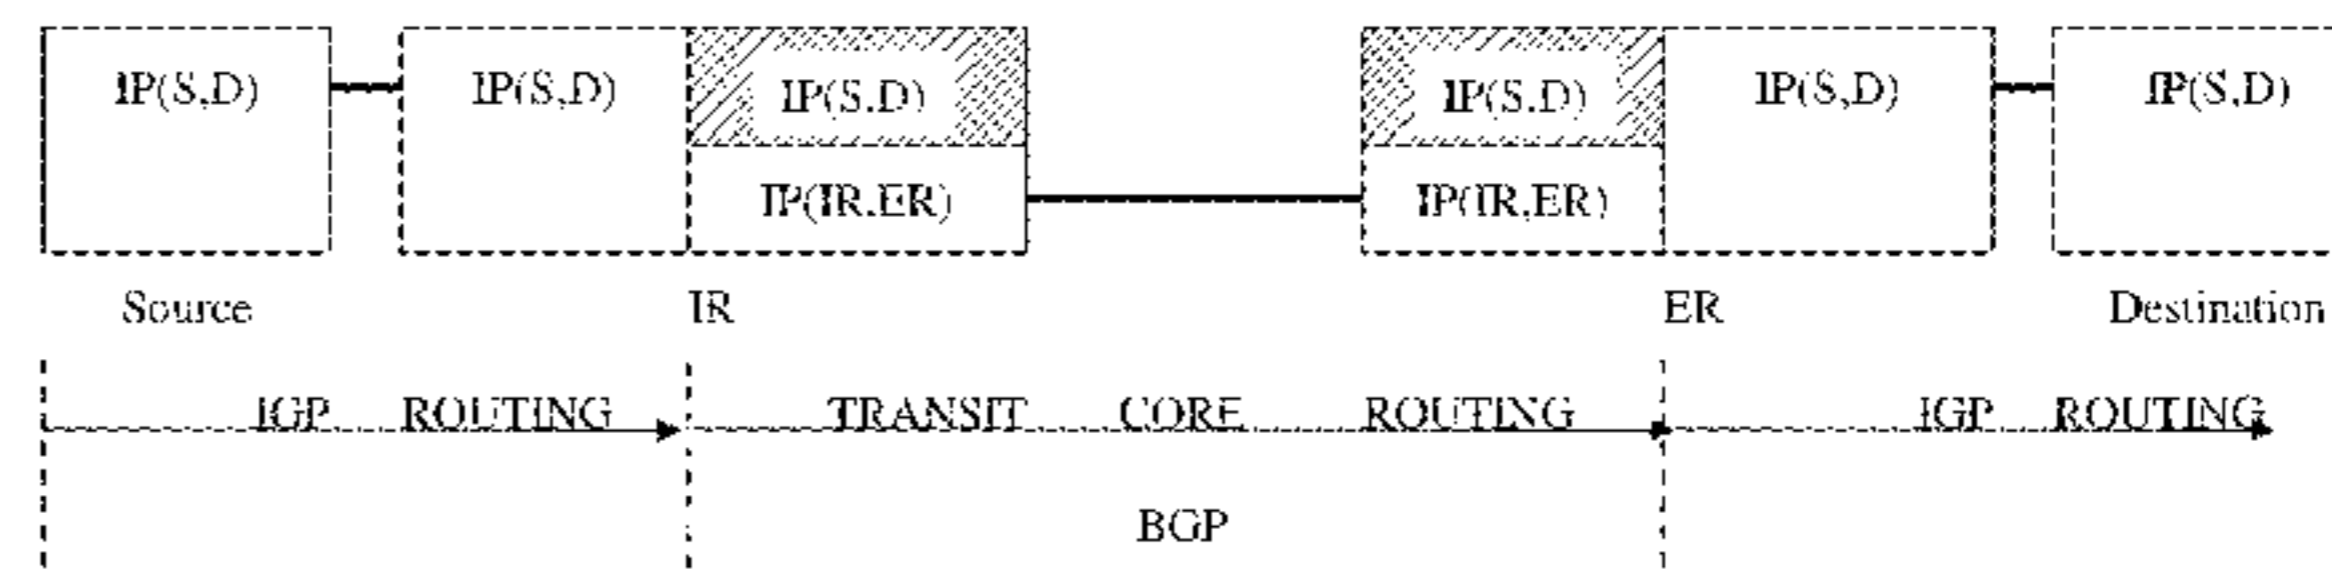 IP(S,D) IP(S,D) IP(S,D) IP(S,D) IP(S,D) IP(S,D)
IP(IR,ER) IP(IR,ER)
Source IR ER Destination
IGP ROUTING TRANSIT CORE ROUTING IGP ROUTING
BGP